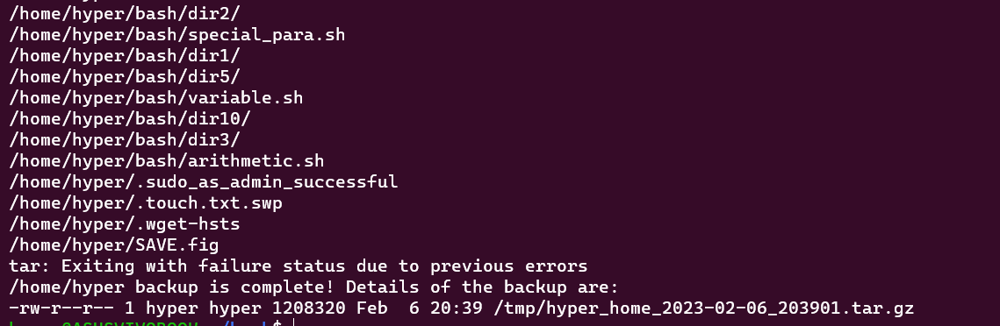 /home/hyper/bash/dir2/
/home/hyper/bash/special_para.sh
/home/hyper/bash/dir1/
/home/hyper/bash/dir5/
/home/hyper/bash/variable.sh
/home/hyper/bash/dir10/
/home/hyper/bash/dir3/
/home/hyper/bash/arithmetic.sh
/home/hyper/.sudo_as_admin_successful
/home/hyper/.touch.txt.swp
/home/hyper/.wget-hsts
/home/hyper/SAVE.fig
tar: Exiting with failure status due to previous errors
/home/hyper backup is complete! Details of the backup are:
-rw-r--r-- 1 hyper hyper 1208320 Feb  6 20:39 /tmp/hyper_home_2023-02-06_203901.tar.gz